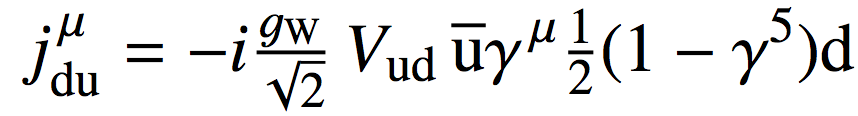 j^μ_du = −i g_W/√2 V_ud u̅γ^μ 1/2(1 − γ^5)d